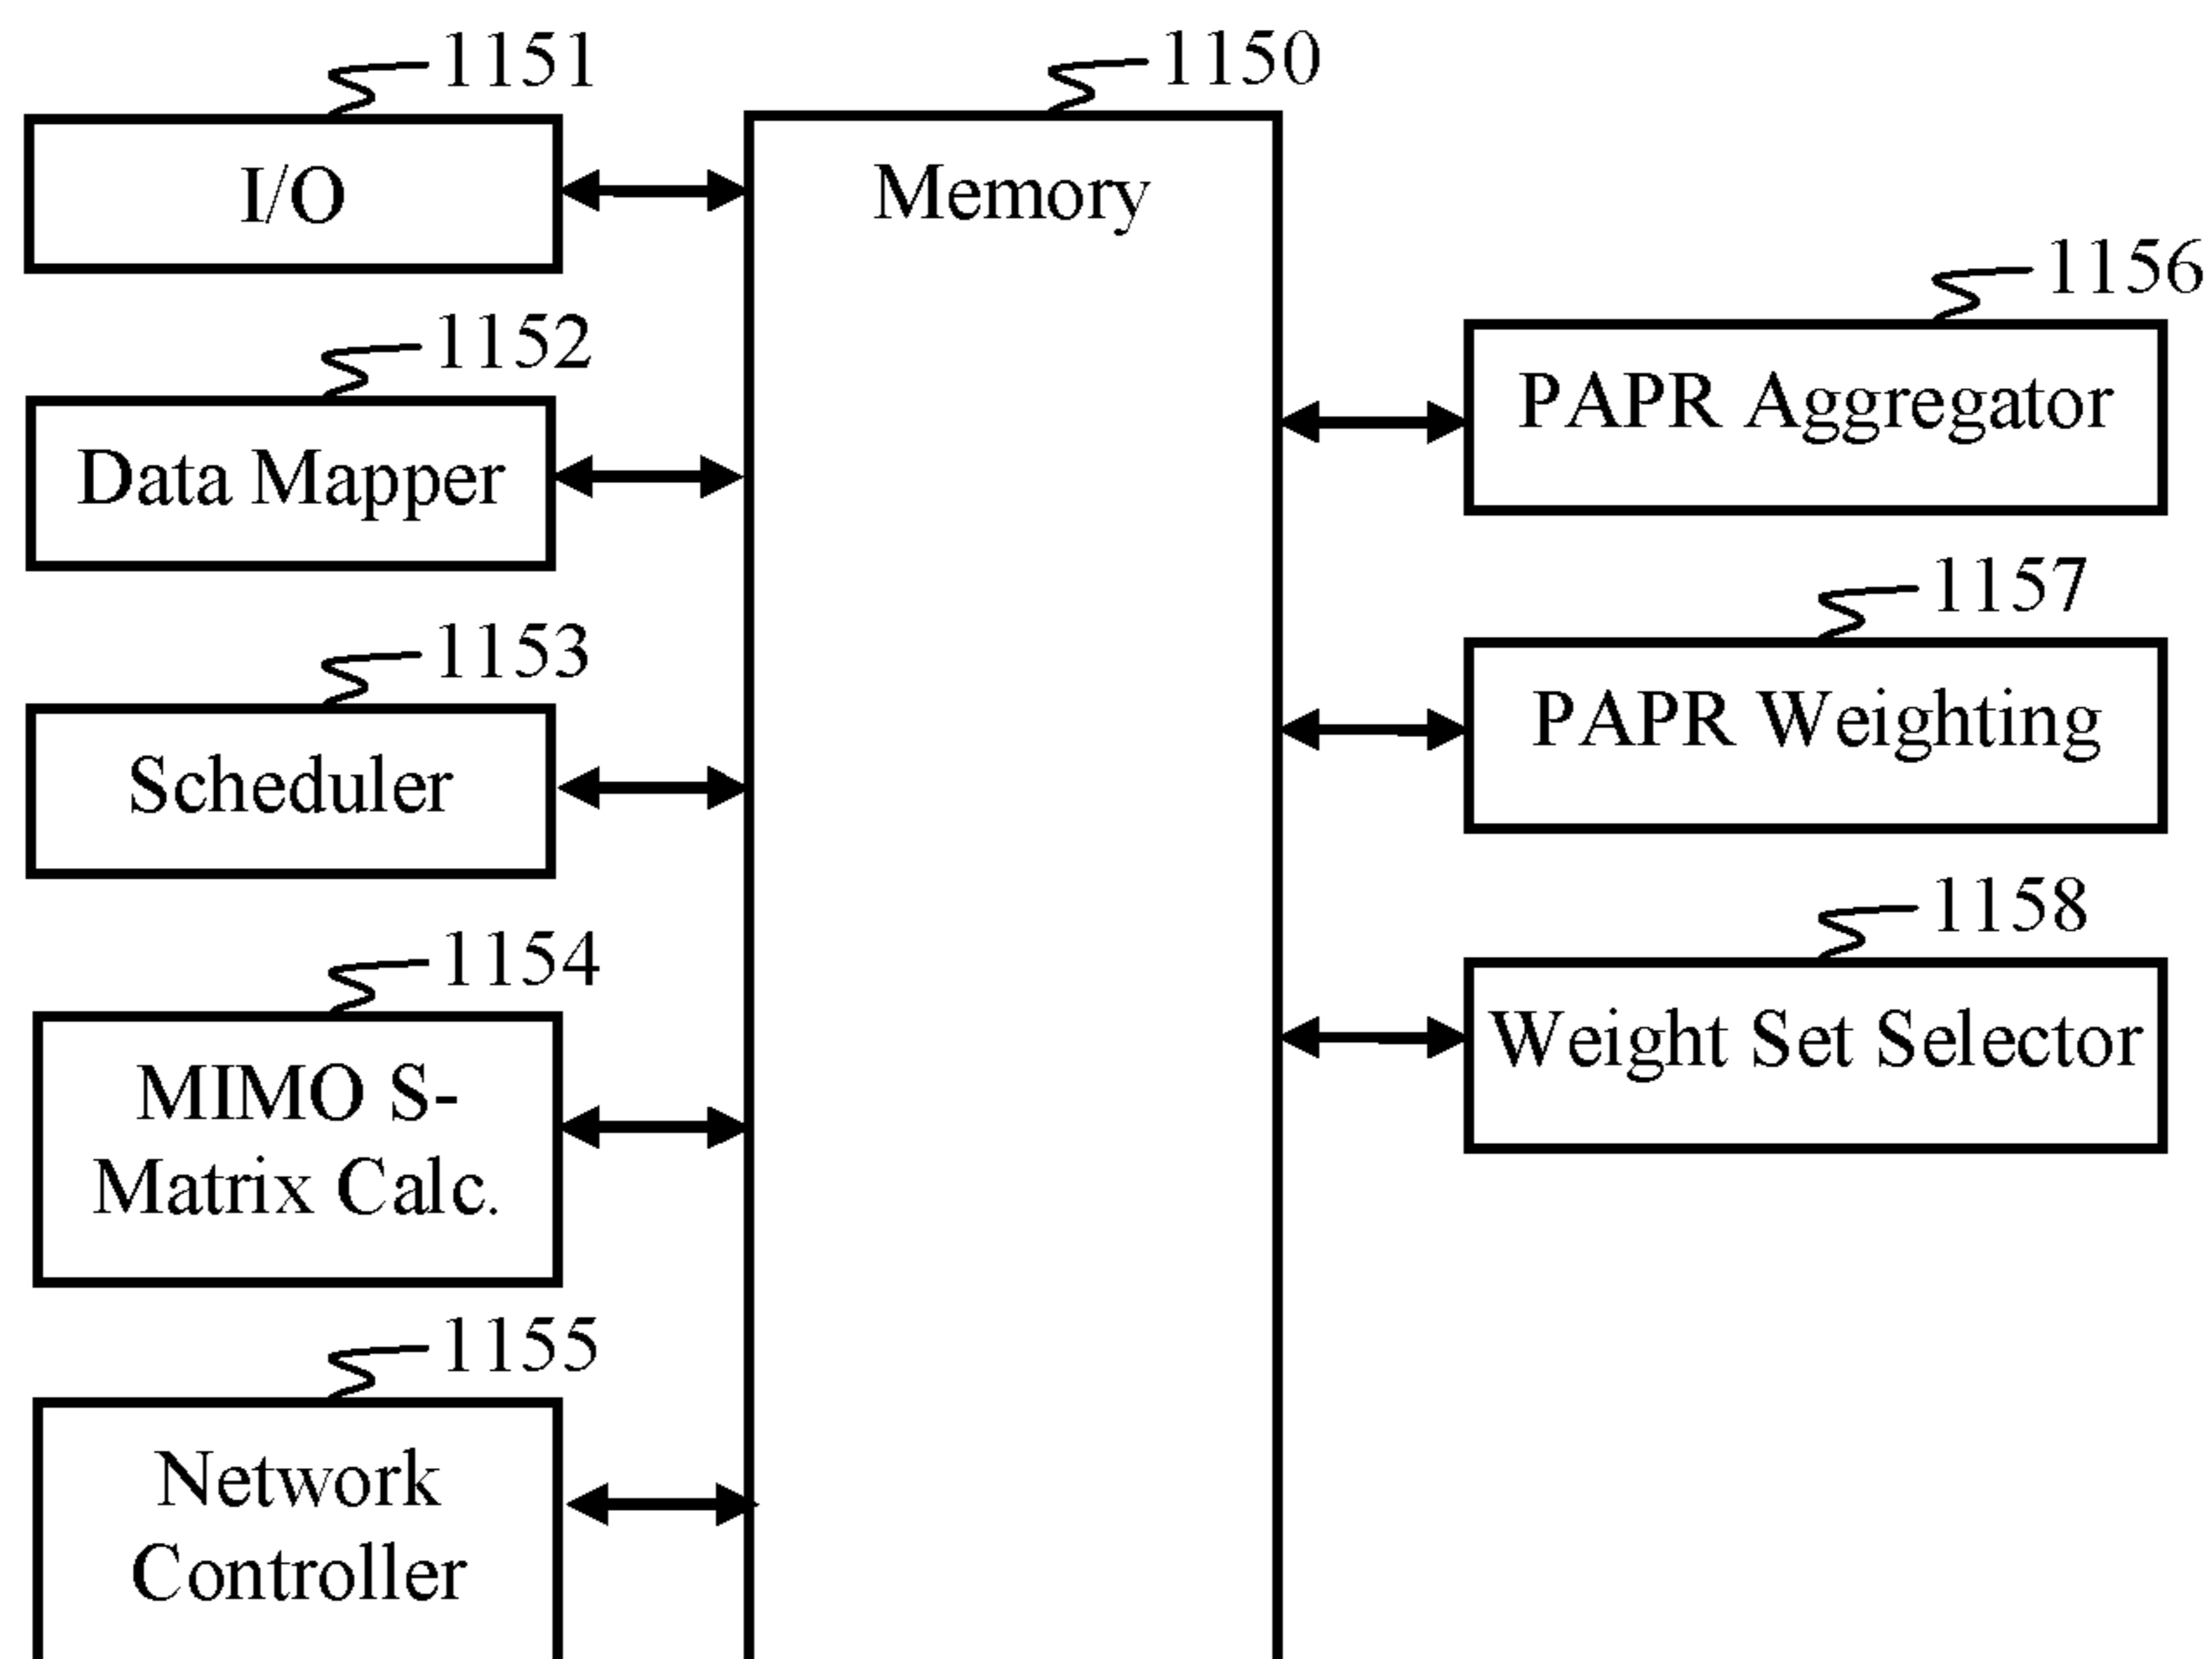 1151
I/O
1152
Data Mapper
1153
Scheduler
1154
MIMO S-
Matrix Calc.
1155
Network
Controller
1150
Memory
1156
PAPR Aggregator
1157
PAPR Weighting
1158
Weight Set Selector